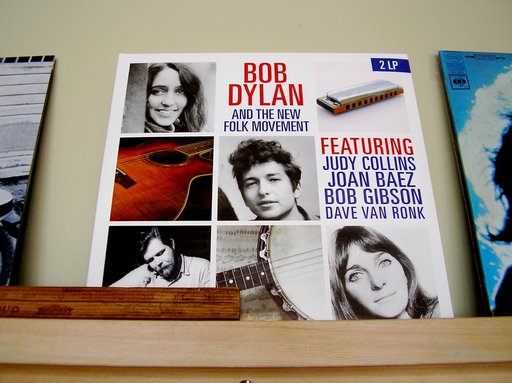 2 LP
BOB
DYLAN
AND THE NEW
FOLK MOVEMENT
FEATURING
JUDY COLLINS
JOAN BAEZ
BOB GIBSON
DAVE VAN RONK